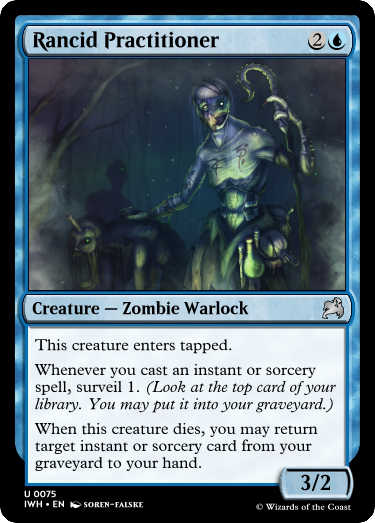 Rancid Practitioner 2
Creature — Zombie Warlock
This creature enters tapped.
Whenever you cast an instant or sorcery
spell, surveil 1. (Look at the top card of your
library. You may put it into your graveyard.)
When this creature dies, you may return
target instant or sorcery card from your
graveyard to your hand.
3/2
U 0075
IWH • EN SOREN-FALSKE
© Wizards of the Coast